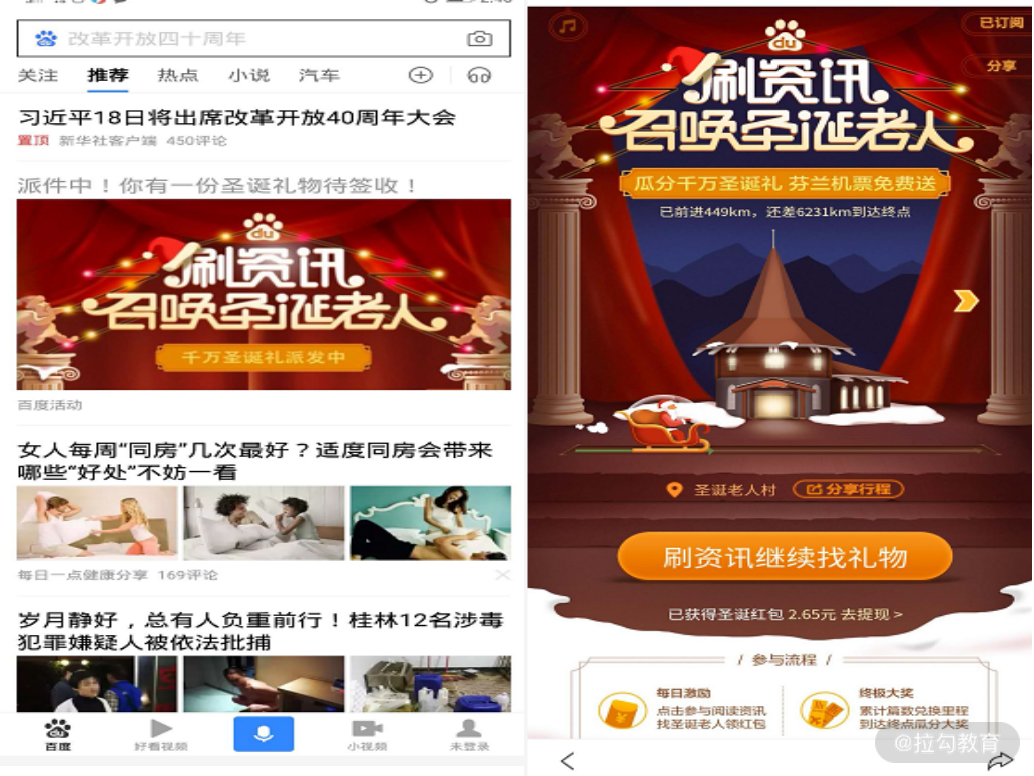 改革开放四十周年
关注 推荐 热点 小说 汽车
习近平18日将出席改革开放40周年大会
置顶 新华社客户端 450评论
派件中！你有一份圣诞礼物待签收！
du
刷资讯
召唤圣诞老人
千万圣诞礼派发中
百度活动
女人每周“同房”几次最好？适度同房会带来
哪些“好处”不妨一看
每日一点健康分享 169评论
岁月静好，总有人负重前行！桂林12名涉毒
犯罪嫌疑人被依法批捕
百度 好看视频 小视频 未登录
已订阅
分享
du
刷资讯
召唤圣诞老人
瓜分千万圣诞礼 芬兰机票免费送
已前进449km，还差6231km到达终点
圣诞老人村 分享行程
刷资讯继续找礼物
已获得圣诞红包 2.65元 去提现 >
/ 参与流程 /
每日激励
点击参与阅读资讯
找圣诞老人领红包
终极大奖
累计篇数兑换里程
到达终点瓜分大奖
@拉勾教育